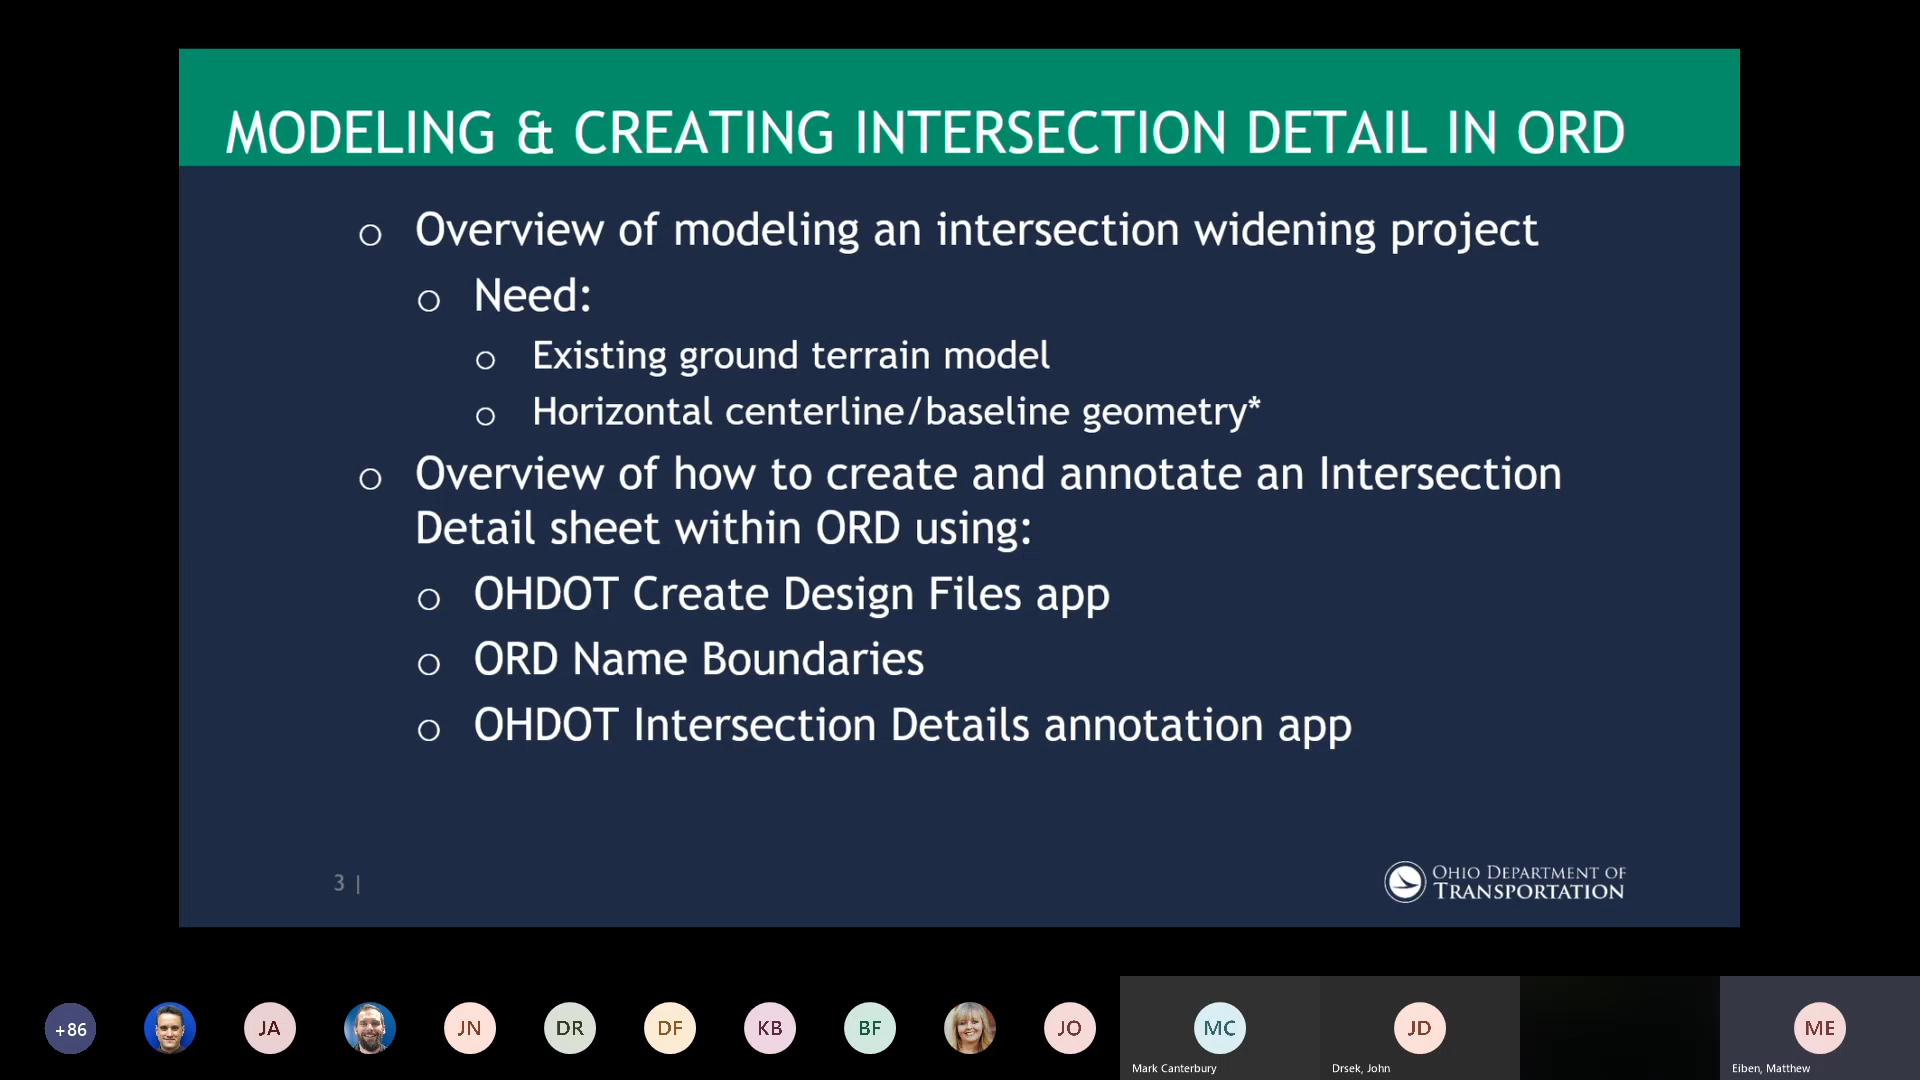 MODELING & CREATING INTERSECTION DETAIL IN ORD
Overview of modeling an intersection widening project
Need:
Existing ground terrain model
Horizontal centerline/baseline geometry*
Overview of how to create and annotate an Intersection
Detail sheet within ORD using:
OHDOT Create Design Files app
ORD Name Boundaries
OHDOT Intersection Details annotation app
3 |
OHIO DEPARTMENT OF
TRANSPORTATION
+86
JA
JN
DR
DF
KB
BF
JO
MC
JD
ME
Mark Canterbury
Drsek, John
Eiben, Matthew